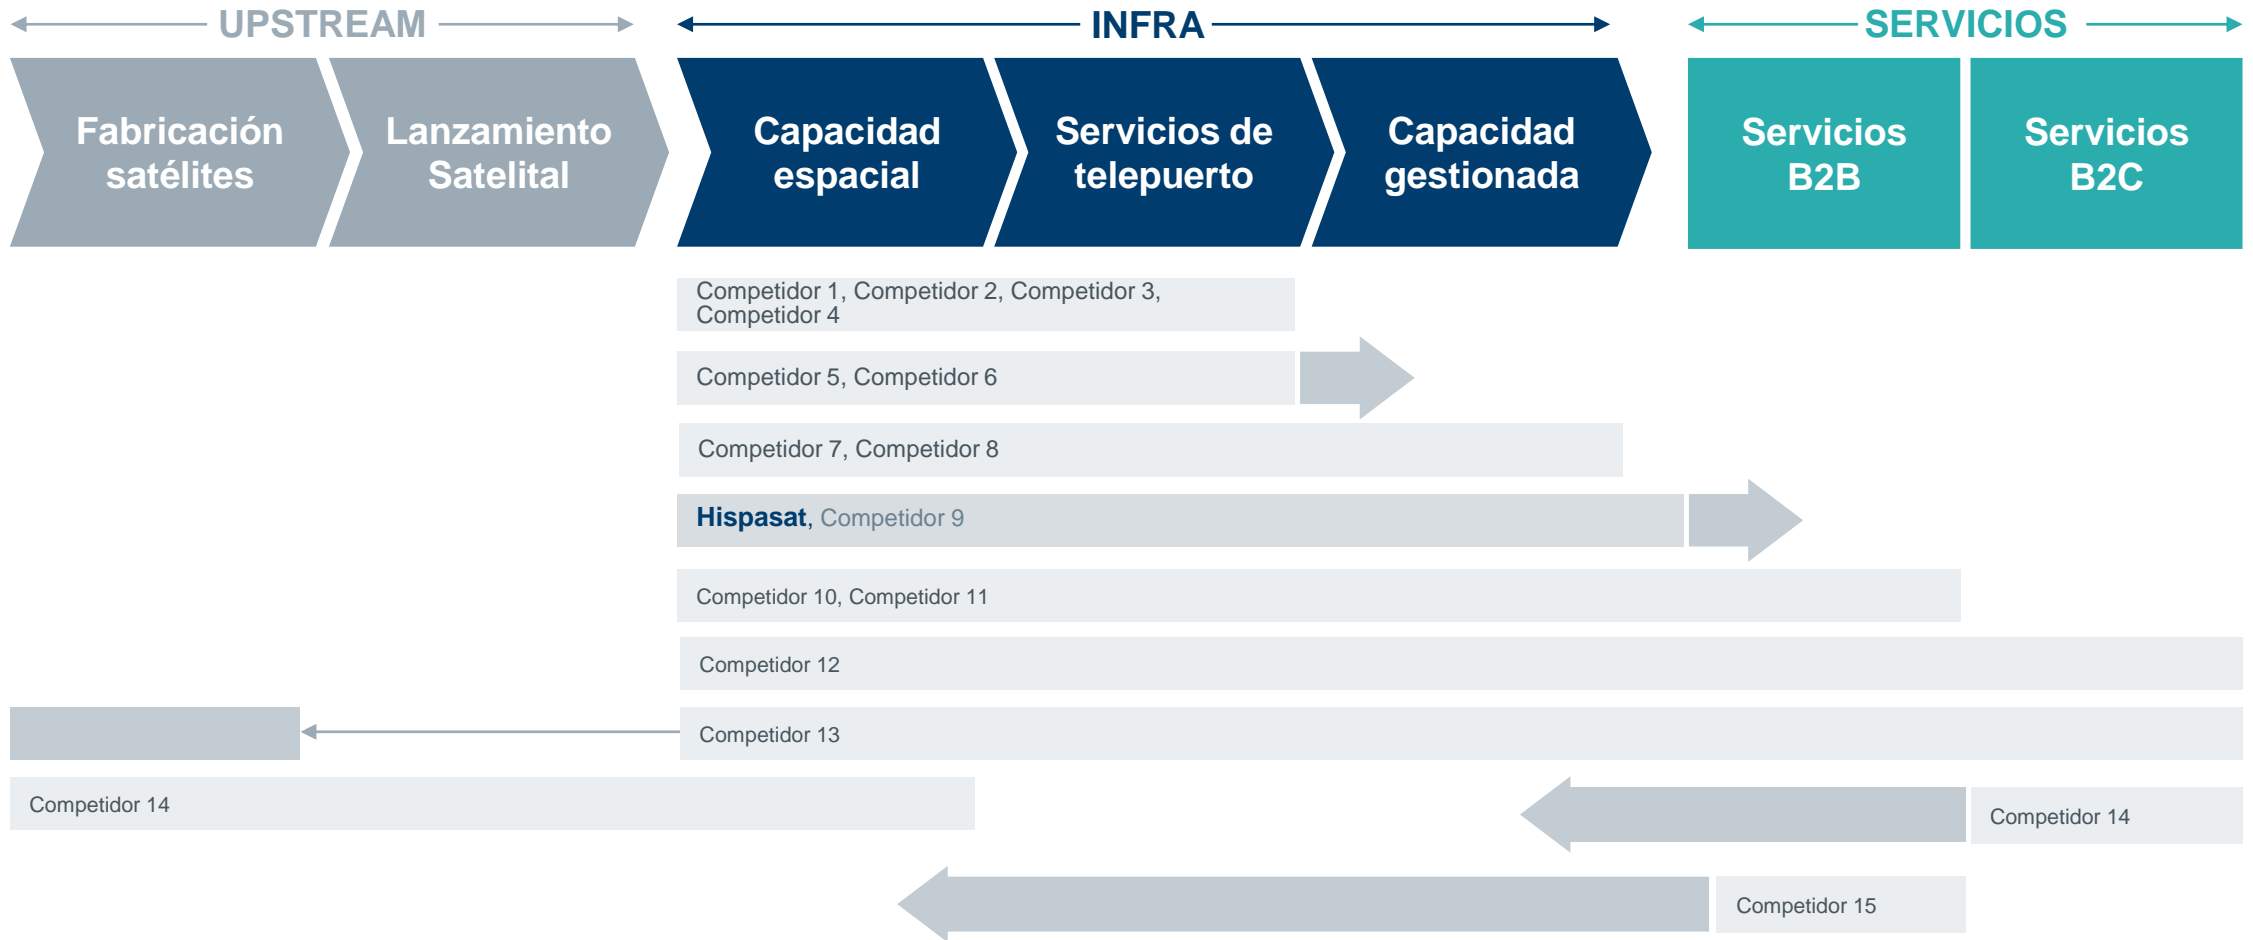 UPSTREAM
INFRA
SERVICIOS
Fabricación
satélites
Lanzamiento
Satelital
Capacidad
espacial
Servicios de
telepuerto
Capacidad
gestionada
Servicios
B2B
Servicios
B2C
Competidor 1, Competidor 2, Competidor 3,
Competidor 4
Competidor 5, Competidor 6
Competidor 7, Competidor 8
Hispasat, Competidor 9
Competidor 10, Competidor 11
Competidor 12
Competidor 13
Competidor 14
Competidor 14
Competidor 15